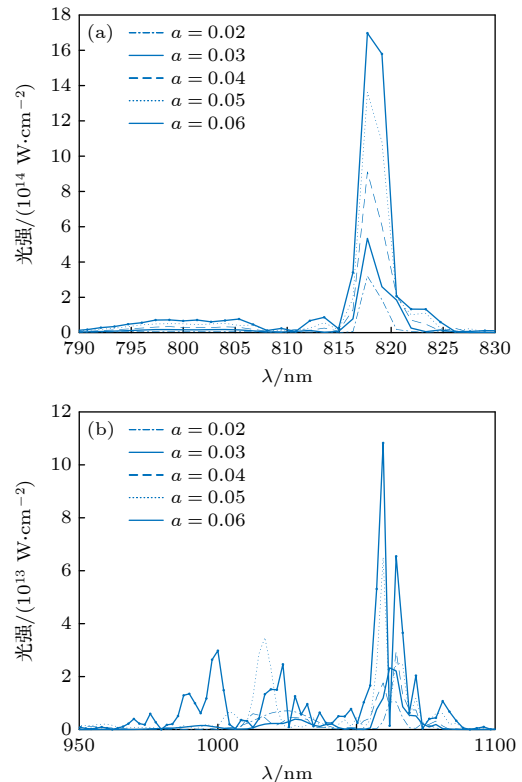 18
16
14
12
10
8
6
4
2
0
光强/(10¹⁴ W·cm⁻²)
(a)
a = 0.02
a = 0.03
a = 0.04
a = 0.05
a = 0.06
790 795 800 805 810 815 820 825 830
λ/nm
12
10
8
6
4
2
0
光强/(10¹³ W·cm⁻²)
(b)
a = 0.02
a = 0.03
a = 0.04
a = 0.05
a = 0.06
950 1000 1050 1100
λ/nm